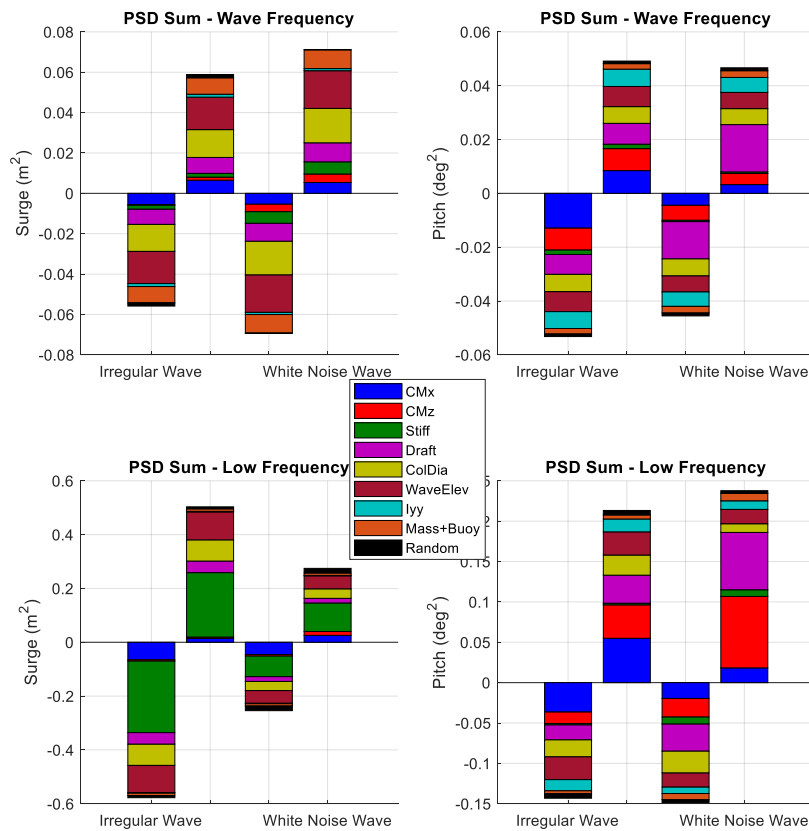 PSD Sum - Wave Frequency
0.08
0.06
0.04
0.02
0
-0.02
-0.04
-0.06
-0.08
Surge (m2)
Irregular Wave
White Noise Wave
PSD Sum - Wave Frequency
0.06
0.04
0.02
0
-0.02
-0.04
-0.06
Pitch (deg2)
Irregular Wave
White Noise Wave
CMx
CMz
Stiff
Draft
ColDia
WaveElev
Iyy
Mass+Buoy
Random
PSD Sum - Low Frequency
0.6
0.4
0.2
0
-0.2
-0.4
-0.6
Surge (m2)
Irregular Wave
White Noise Wave
PSD Sum - Low Frequency
0.1
0.05
0
-0.05
-0.1
-0.15
Pitch (deg2)
Irregular Wave
White Noise Wave